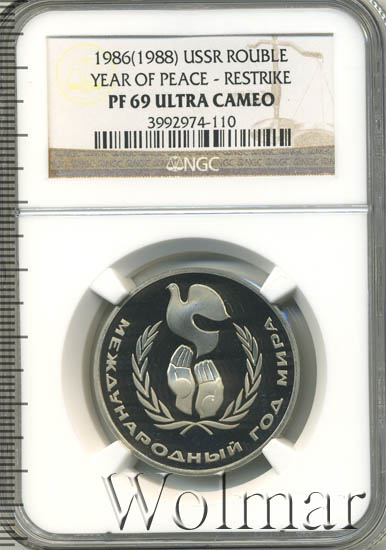 1986(1988) USSR ROUBLE
YEAR OF PEACE - RESTRIKE
PF 69 ULTRA CAMEO
3992974-110
NGC
МЕЖДУНАРОДНЫЙ ГОД МИРА
Wolmar